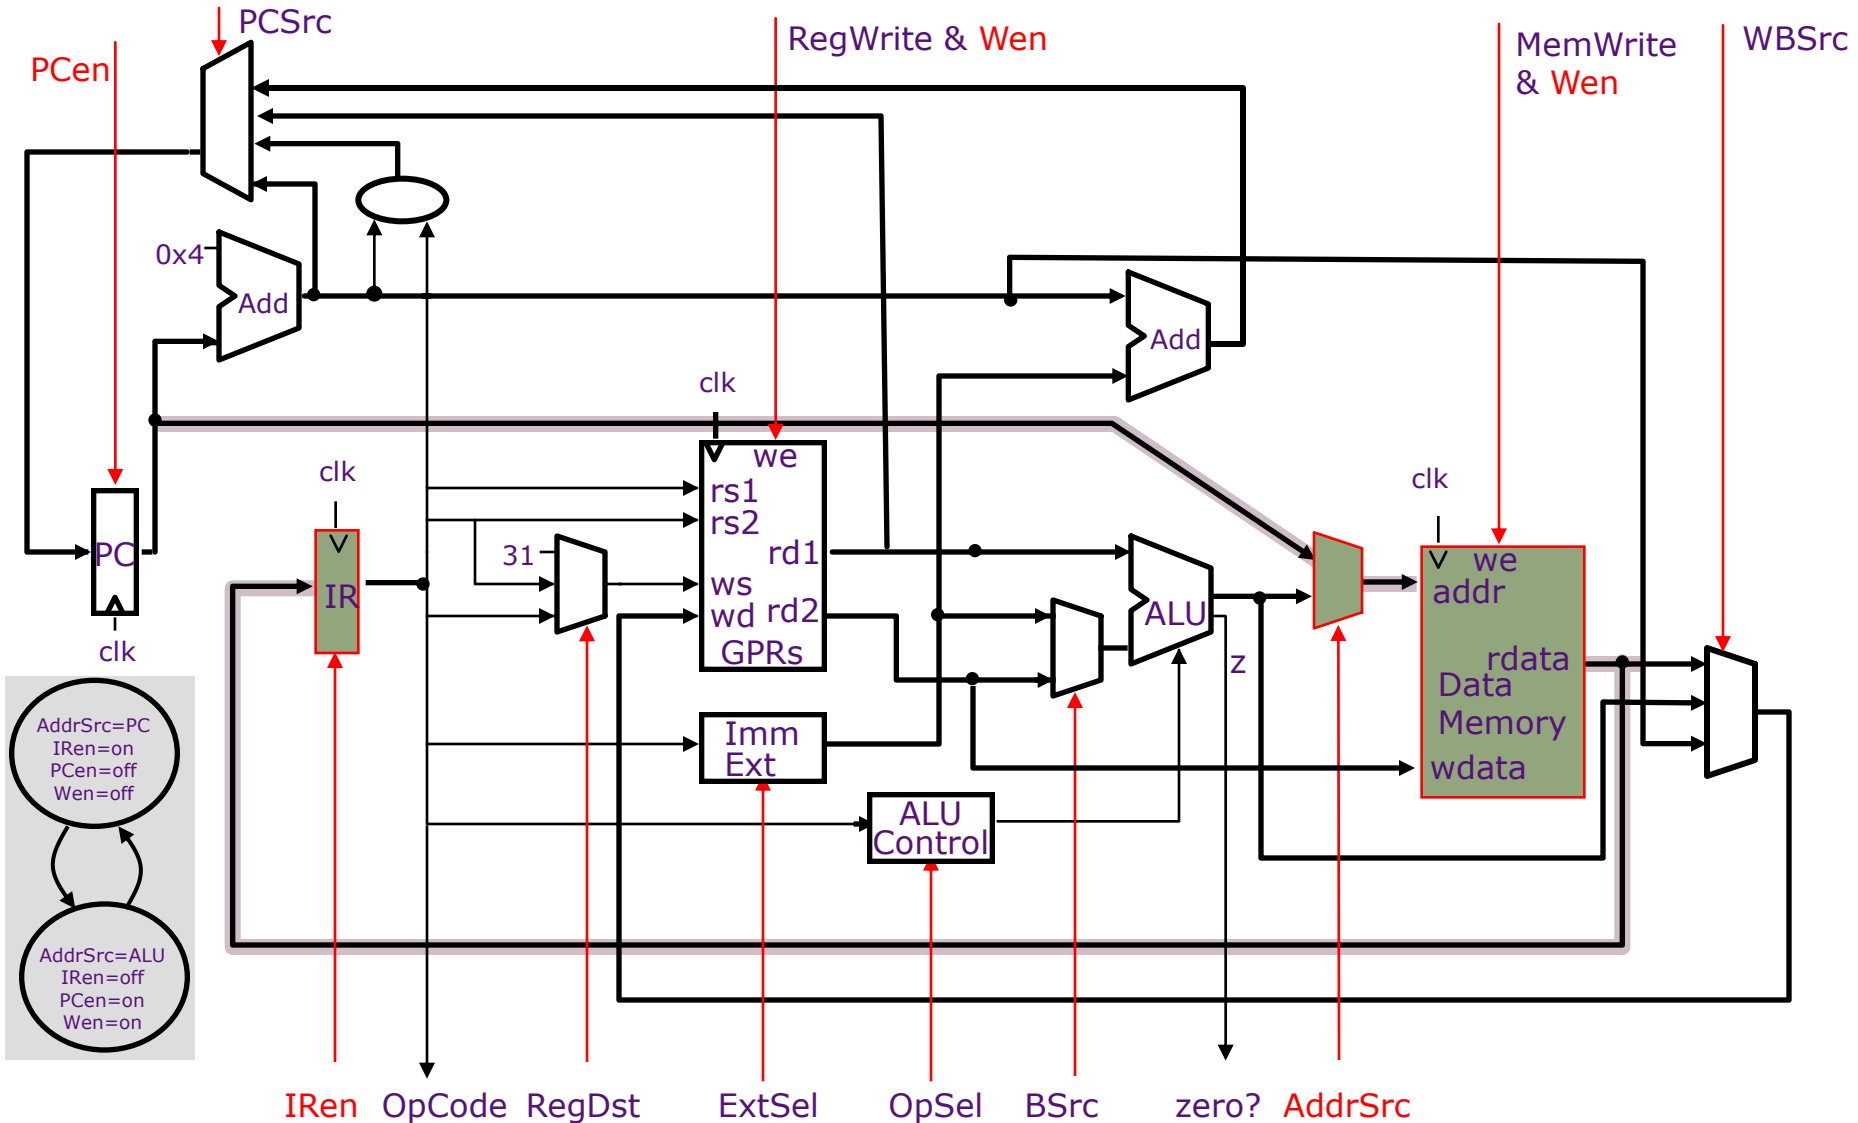 PCSrc
RegWrite & Wen
MemWrite
& Wen
WBSrc
PCen
0x4
Add
Add
clk
clk
clk
we
rs1
rs2
rd1
31
ws
wd
rd2
GPRs
PC
clk
IR
ALU
z
we
addr
rdata
Data
Memory
wdata
Imm
Ext
ALU
Control
AddrSrc=PC
IRen=on
PCen=off
Wen=off
AddrSrc=ALU
IRen=off
PCen=on
Wen=on
IRen
OpCode
RegDst
ExtSel
OpSel
BSrc
zero?
AddrSrc